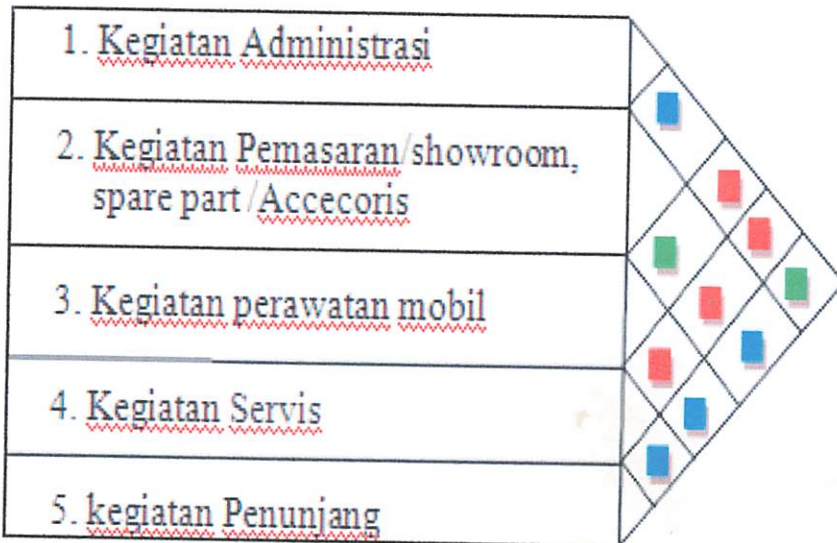 1. Kegiatan Administrasi
2. Kegiatan Pemasaran/showroom,
spare part /Accecoris
3. Kegiatan perawatan mobil
4. Kegiatan Servis
5. kegiatan Penunjang